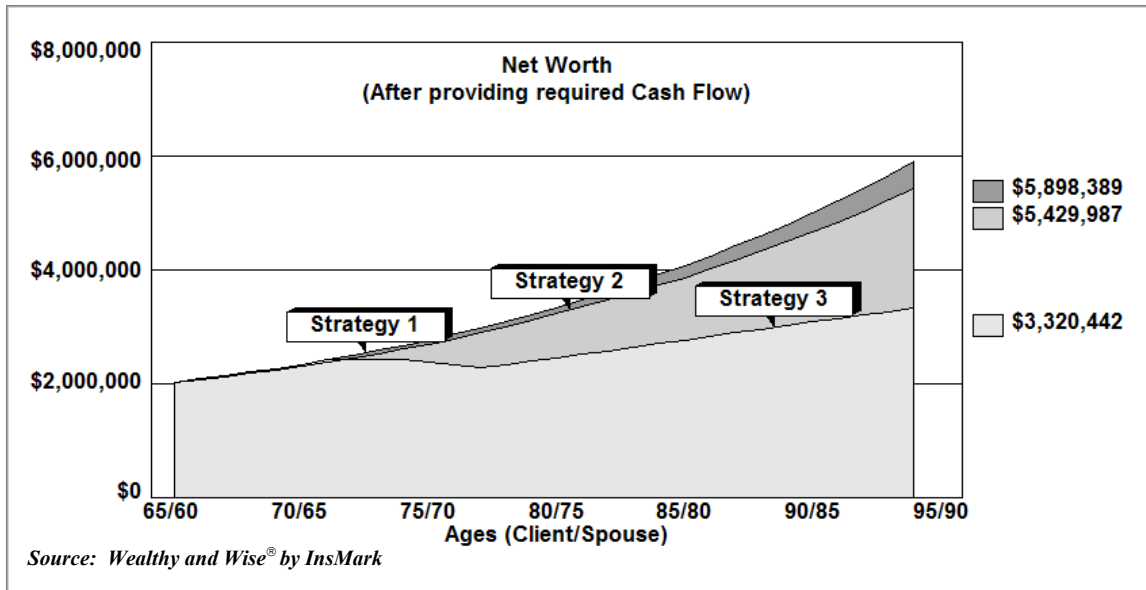 Net Worth
(After providing required Cash Flow)
$8,000,000
$6,000,000
$4,000,000
$2,000,000
$0
Strategy 1
Strategy 2
Strategy 3
$5,898,389
$5,429,987
$3,320,442
65/60 70/65 75/70 80/75 85/80 90/85 95/90
Ages (Client/Spouse)
Source: Wealthy and Wise® by InsMark